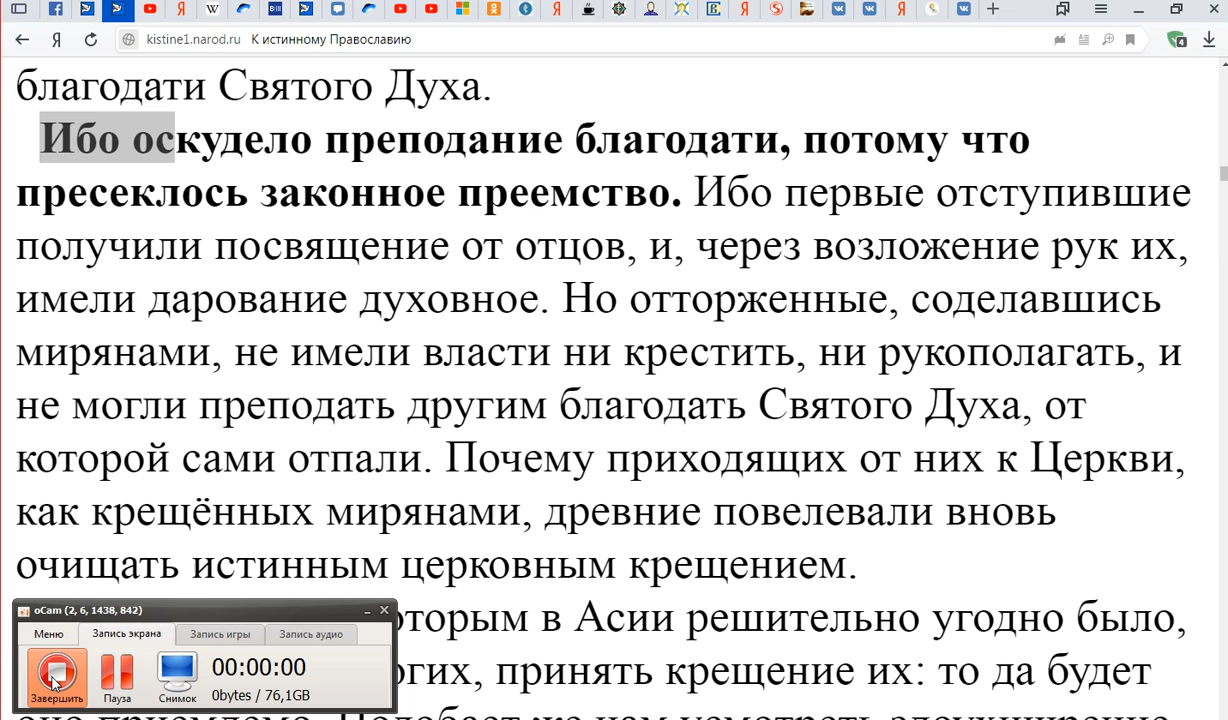 kistine1.narod.ru К истинному Православию
благодати Святого Духа.
Ибо оскудело преподание благодати, потому что
пресеклось законное преемство. Ибо первые отступившие
получили посвящение от отцов, и, через возложение рук их,
имели дарование духовное. Но отторженные, соделавшись
мирянами, не имели власти ни крестить, ни рукополагать, и
не могли преподать другим благодать Святого Духа, от
которой сами отпали. Почему приходящих от них к Церкви,
как крещённых мирянами, древние повелевали вновь
очищать истинным церковным крещением.
оторым в Асии решительно угодно было,
огих, принять крещение их: то да будет
oCam (2, 6, 1438, 842)
Меню Запись экрана Запись игры Запись аудио
00:00:00
0bytes / 76,1GB
Завершить Пауза Снимок